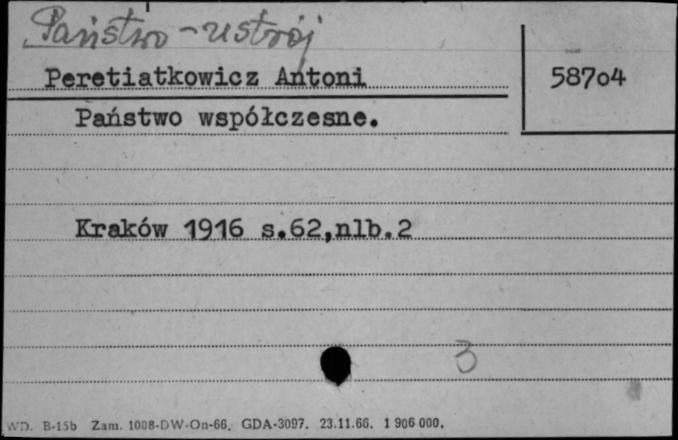 Państwo - ustrój
Peretiatkowicz Antoni
58704
Państwo współczesne.
Kraków 1916 s.62,nlb.2
3
WD. B-15b Zam. 1008-DW-On-66. GDA-3097. 23.11.66. 1 906 000.